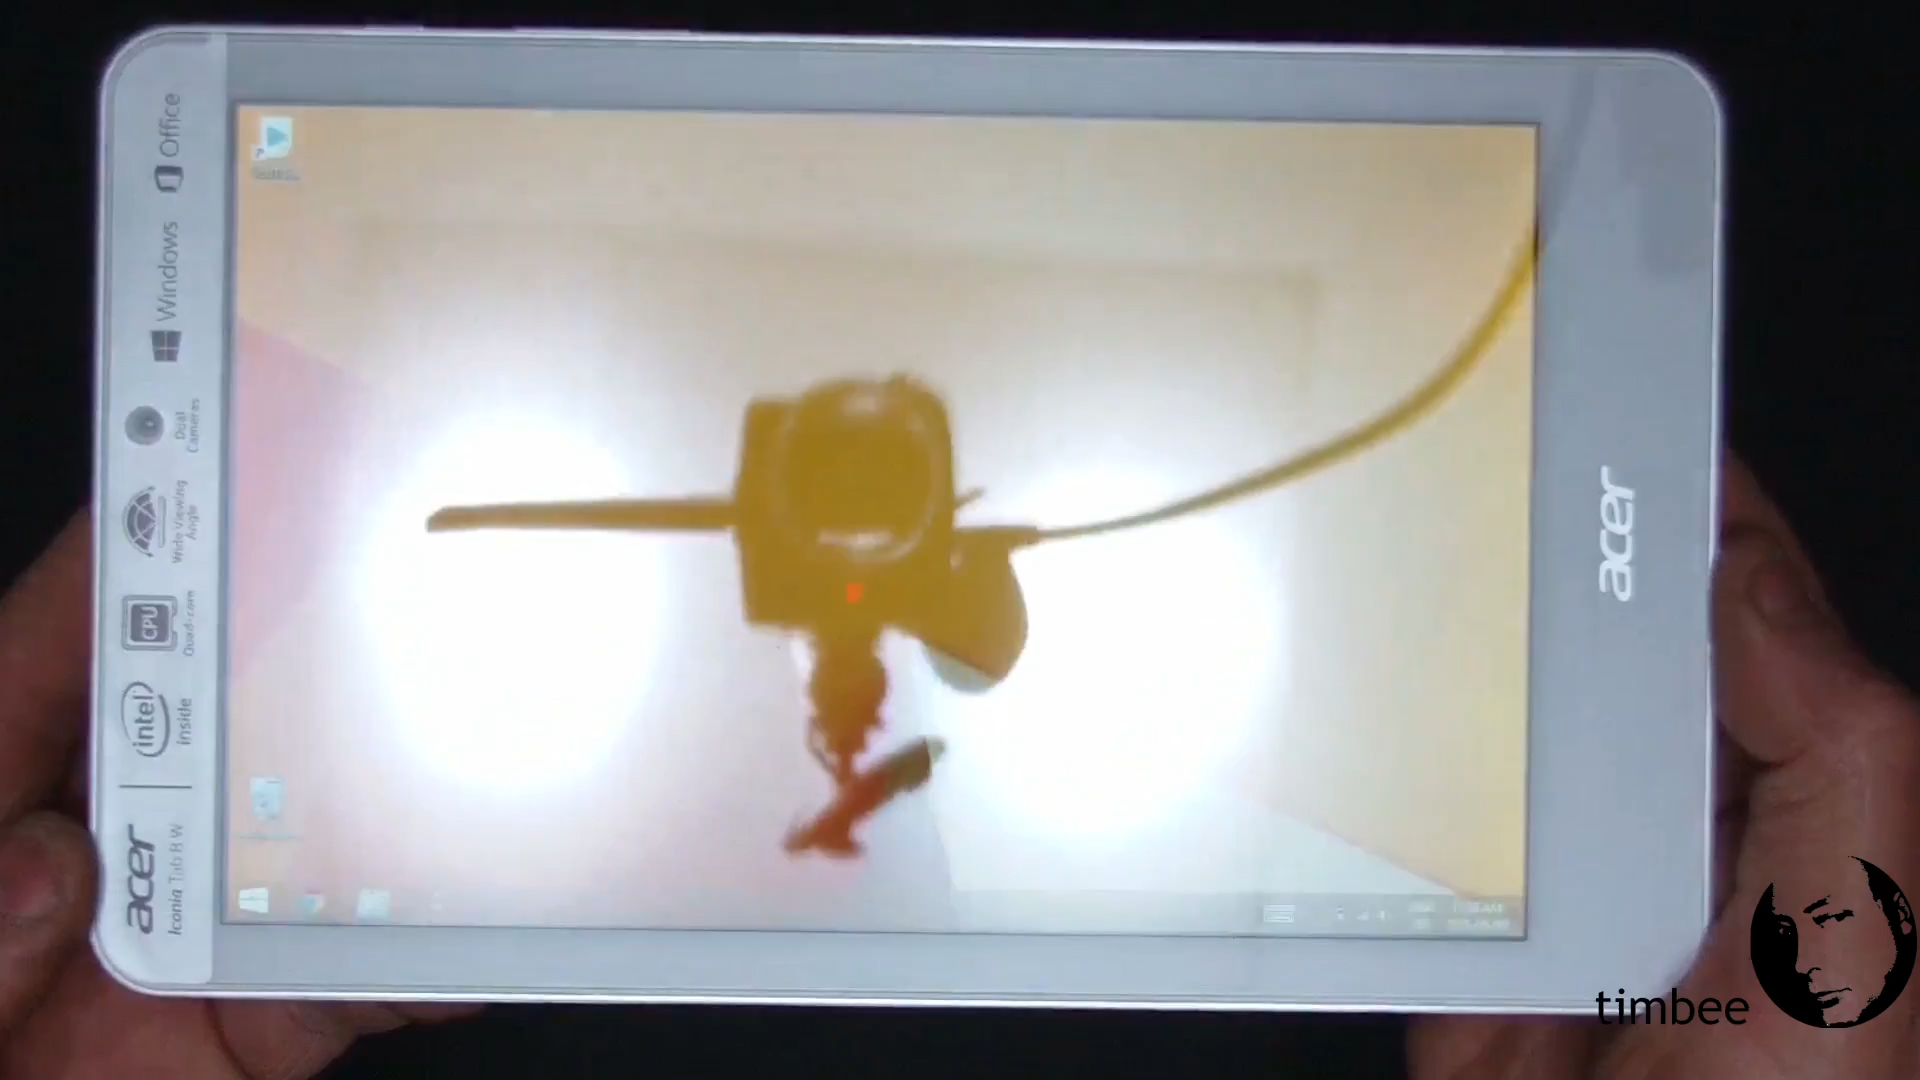 Office
Windows
Dual
Cameras
Wide Viewing
Angle
CPU
Quad-core
intel
inside
acer
Iconia Tab 8 W
acer
timbee